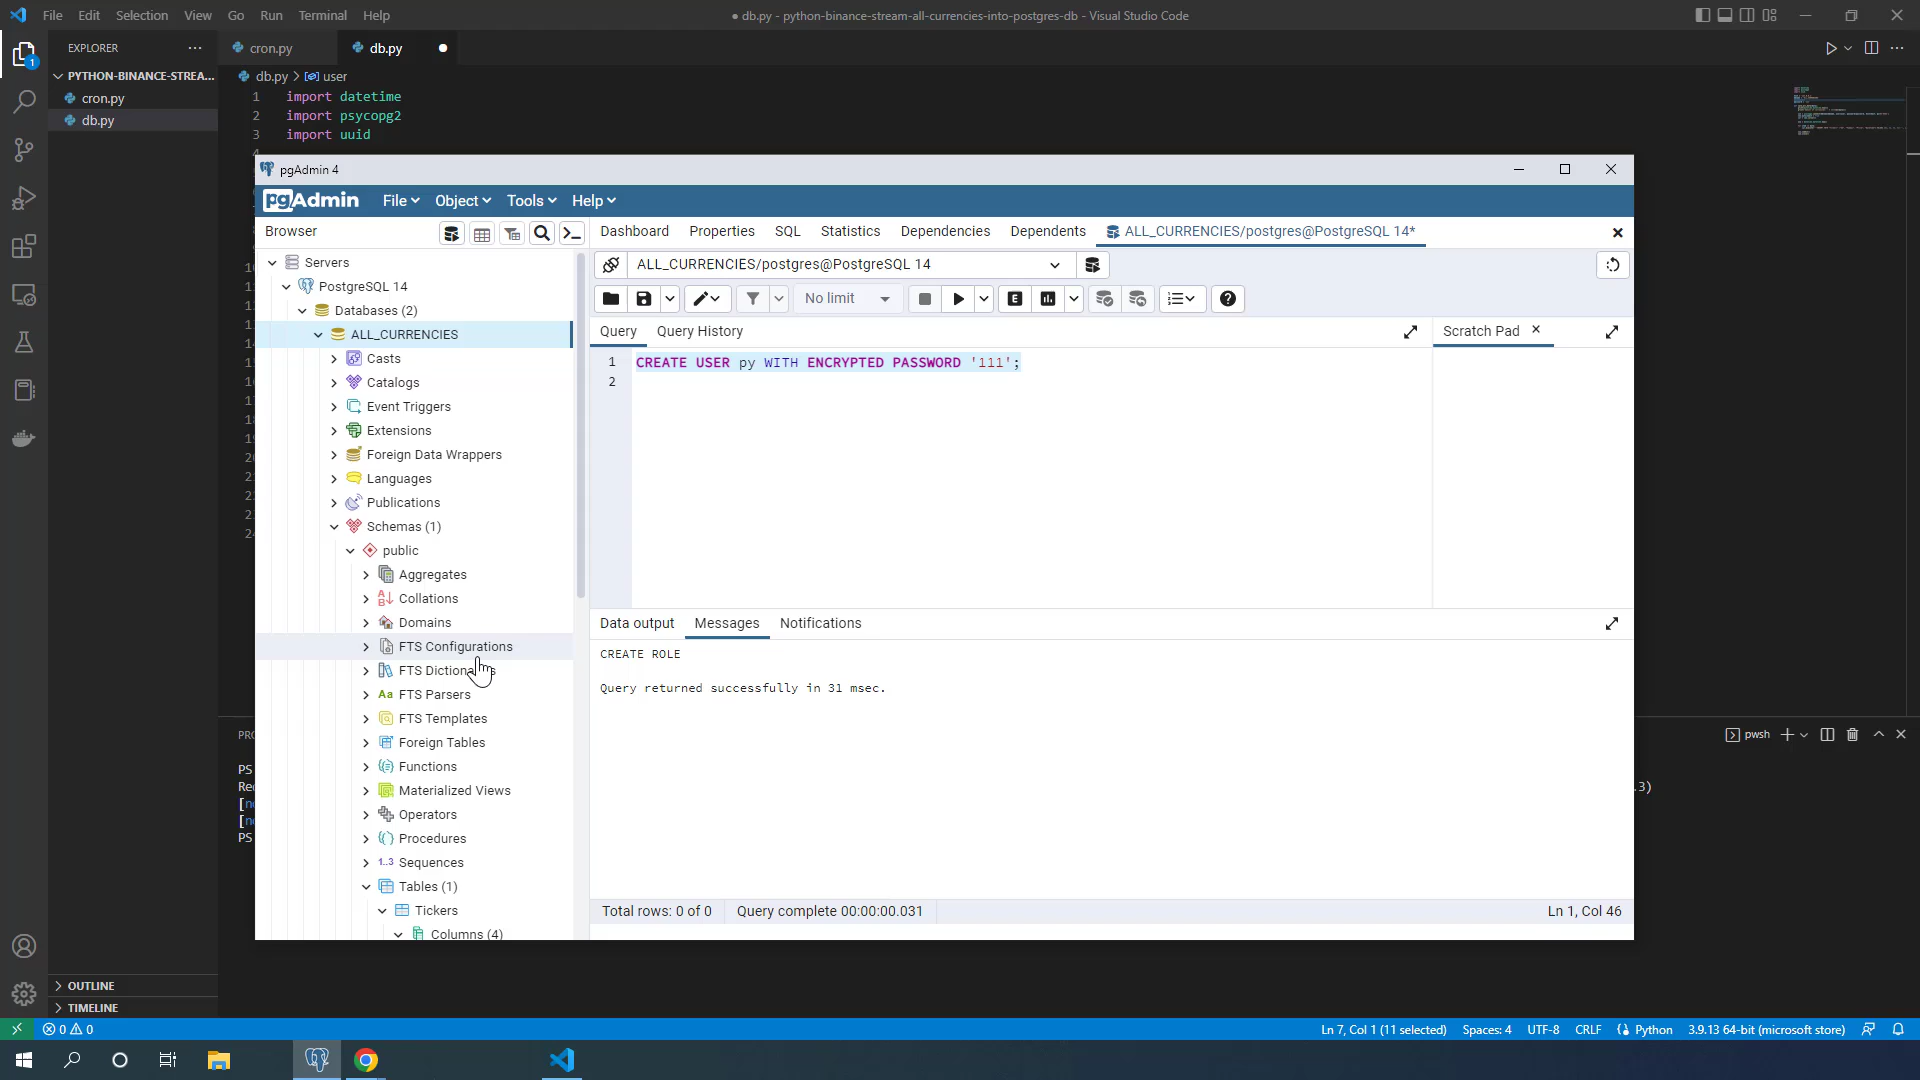 File Edit Selection View Go Run Terminal Help
● db.py - python-binance-stream-all-currencies-into-postgres-db - Visual Studio Code
EXPLORER
cron.py
db.py
PYTHON-BINANCE-STREA...
cron.py
db.py
db.py > user
1 import datetime
2 import psycopg2
3 import uuid
pgAdmin 4
pgAdmin File Object Tools Help
Browser
Dashboard Properties SQL Statistics Dependencies Dependents ALL_CURRENCIES/postgres@PostgreSQL 14*
Servers
PostgreSQL 14
Databases (2)
ALL_CURRENCIES
Casts
Catalogs
Event Triggers
Extensions
Foreign Data Wrappers
Languages
Publications
Schemas (1)
public
Aggregates
Collations
Domains
FTS Configurations
FTS Parsers
FTS Templates
Foreign Tables
Functions
Materialized Views
Operators
Procedures
1..3 Sequences
Tables (1)
Tickers
Columns (4)
ALL_CURRENCIES/postgres@PostgreSQL 14
No limit
Query Query History
Scratch Pad
1 CREATE USER py WITH ENCRYPTED PASSWORD '111';
2
Data output Messages Notifications
CREATE ROLE
Query returned successfully in 31 msec.
Total rows: 0 of 0 Query complete 00:00:00.031
Ln 1, Col 46
pwsh
PS
PS
.3)
OUTLINE
TIMELINE
0 0
Ln 7, Col 1 (11 selected) Spaces: 4 UTF-8 CRLF Python 3.9.13 64-bit (microsoft store)